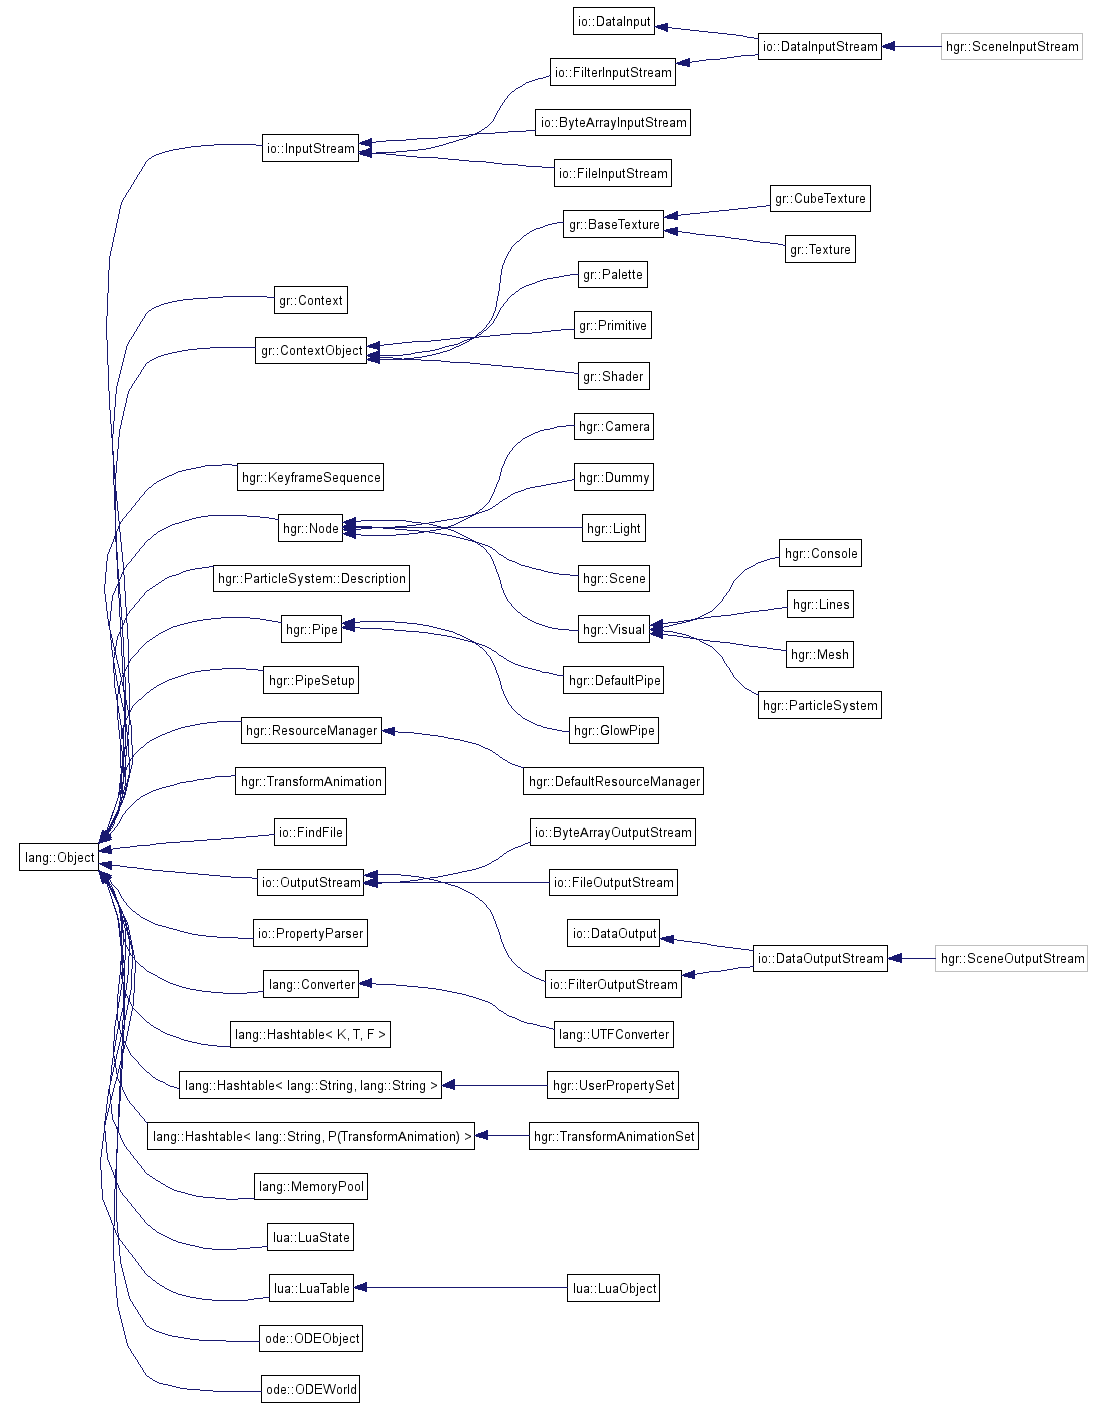 io::DataInput
io::DataInputStream
hgr::SceneInputStream
io::FilterInputStream
io::ByteArrayInputStream
io::InputStream
io::FileInputStream
gr::CubeTexture
gr::BaseTexture
gr::Texture
gr::Palette
gr::Context
gr::Primitive
gr::ContextObject
gr::Shader
hgr::Camera
hgr::KeyframeSequence
hgr::Dummy
hgr::Node
hgr::Light
hgr::Console
hgr::ParticleSystem::Description
hgr::Scene
hgr::Lines
hgr::Pipe
hgr::Visual
hgr::Mesh
hgr::PipeSetup
hgr::DefaultPipe
hgr::ParticleSystem
hgr::ResourceManager
hgr::GlowPipe
hgr::TransformAnimation
hgr::DefaultResourceManager
io::FindFile
io::ByteArrayOutputStream
lang::Object
io::OutputStream
io::FileOutputStream
io::PropertyParser
io::DataOutput
io::DataOutputStream
hgr::SceneOutputStream
lang::Converter
io::FilterOutputStream
lang::Hashtable< K, T, F >
lang::UTFConverter
lang::Hashtable< lang::String, lang::String >
hgr::UserPropertySet
lang::Hashtable< lang::String, P(TransformAnimation) >
hgr::TransformAnimationSet
lang::MemoryPool
lua::LuaState
lua::LuaTable
lua::LuaObject
ode::ODEObject
ode::ODEWorld